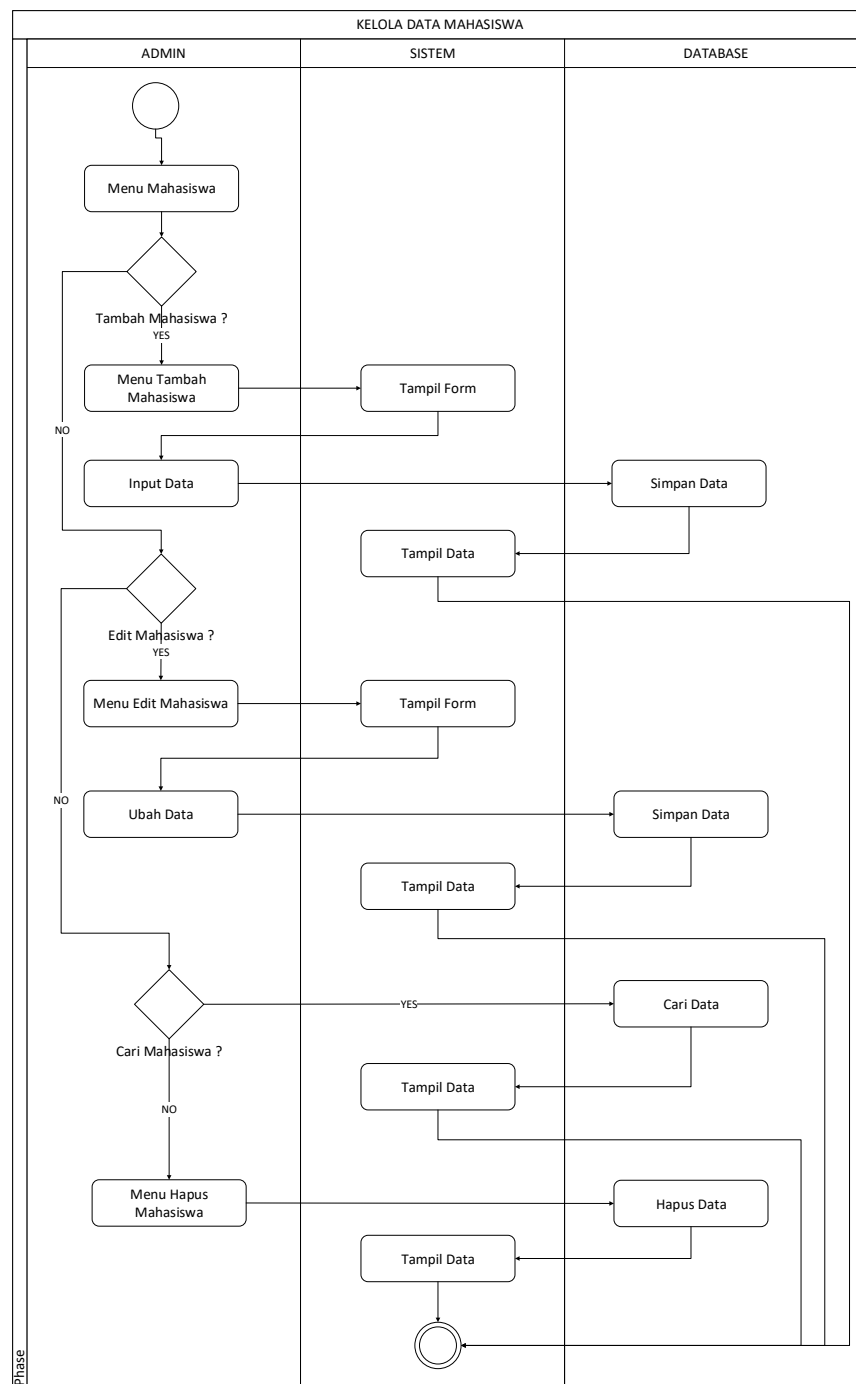 KELOLA DATA MAHASISWA
ADMIN
SISTEM
DATABASE
Menu Mahasiswa
Tambah Mahasiswa ?
YES
Menu Tambah
Mahasiswa
Tampil Form
NO
Input Data
Simpan Data
Tampil Data
Edit Mahasiswa ?
YES
Menu Edit Mahasiswa
Tampil Form
NO
Ubah Data
Simpan Data
Tampil Data
YES
Cari Data
Cari Mahasiswa ?
Tampil Data
NO
Menu Hapus
Mahasiswa
Hapus Data
Tampil Data
Phase